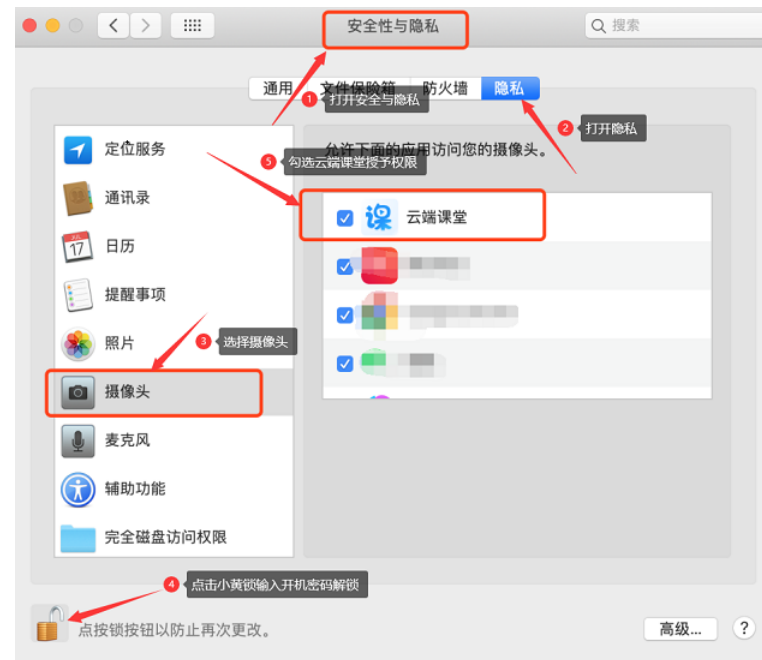 安全性与隐私
搜索
通用
文件保险箱
防火墙
隐私
1 打开安全与隐私
2 打开隐私
定位服务
允许下面的应用访问您的摄像头。
5 勾选云端课堂授予权限
通讯录
课 云端课堂
17 日历
提醒事项
照片
3 选择摄像头
摄像头
麦克风
辅助功能
完全磁盘访问权限
4 点击小黄锁输入开机密码解锁
点按锁按钮以防止再次更改。
高级...
?